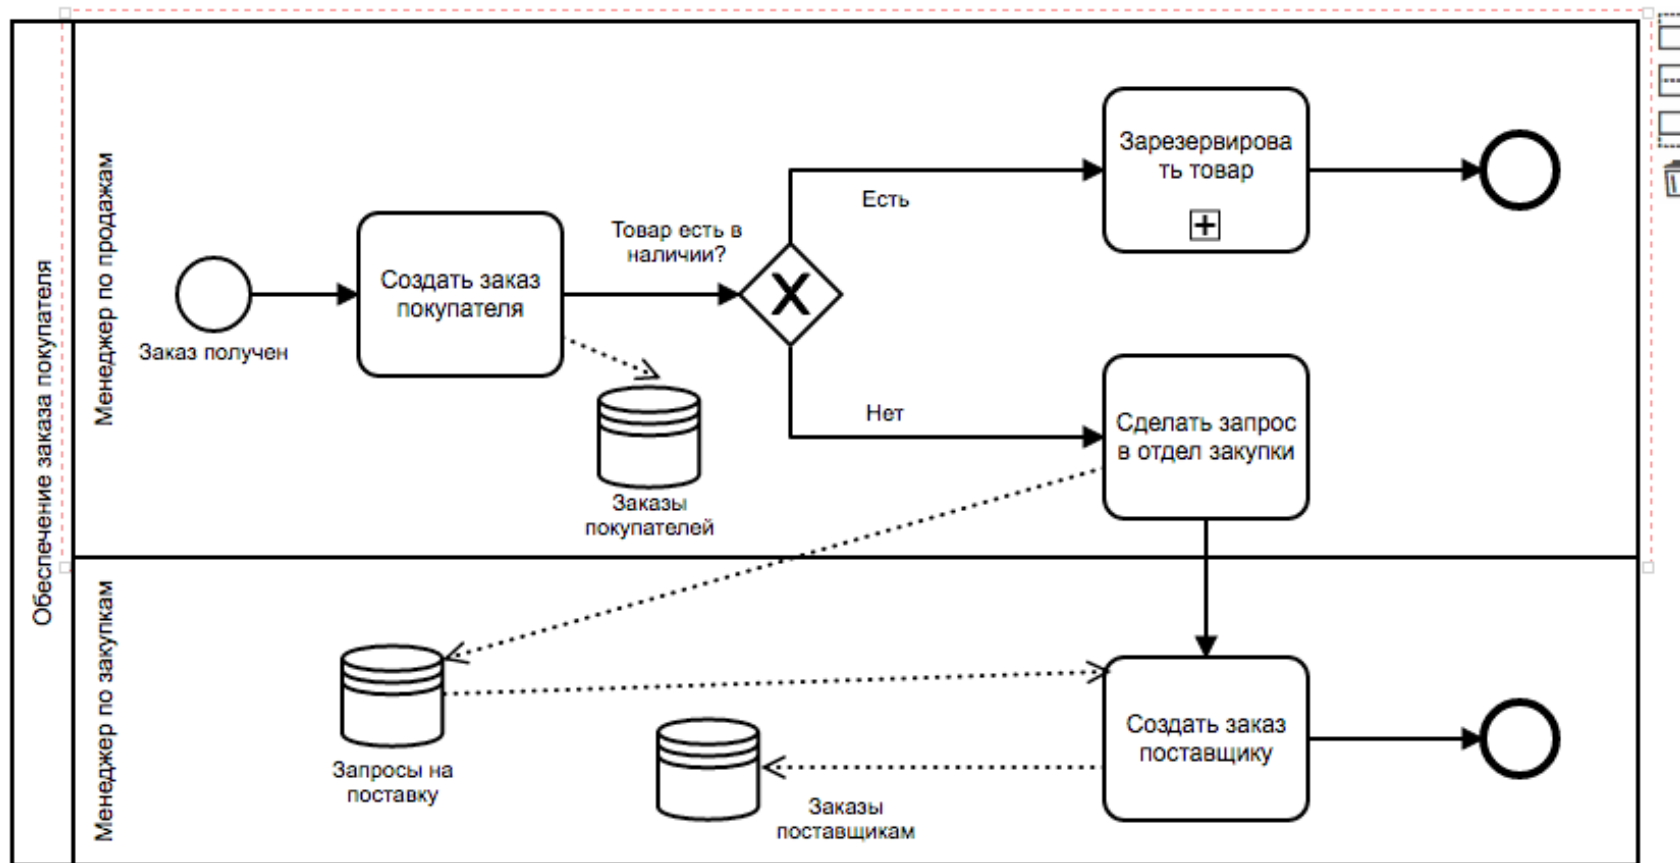 Обеспечение заказа покупателя
Менеджер по продажам
Заказ получен
Создать заказ
покупателя
Товар есть в
наличии?
Заказы
покупателей
Есть
Нет
Зарезервирова
ть товар
Сделать запрос
в отдел закупки
Менеджер по закупкам
Запросы на
поставку
Заказы
поставщикам
Создать заказ
поставщику